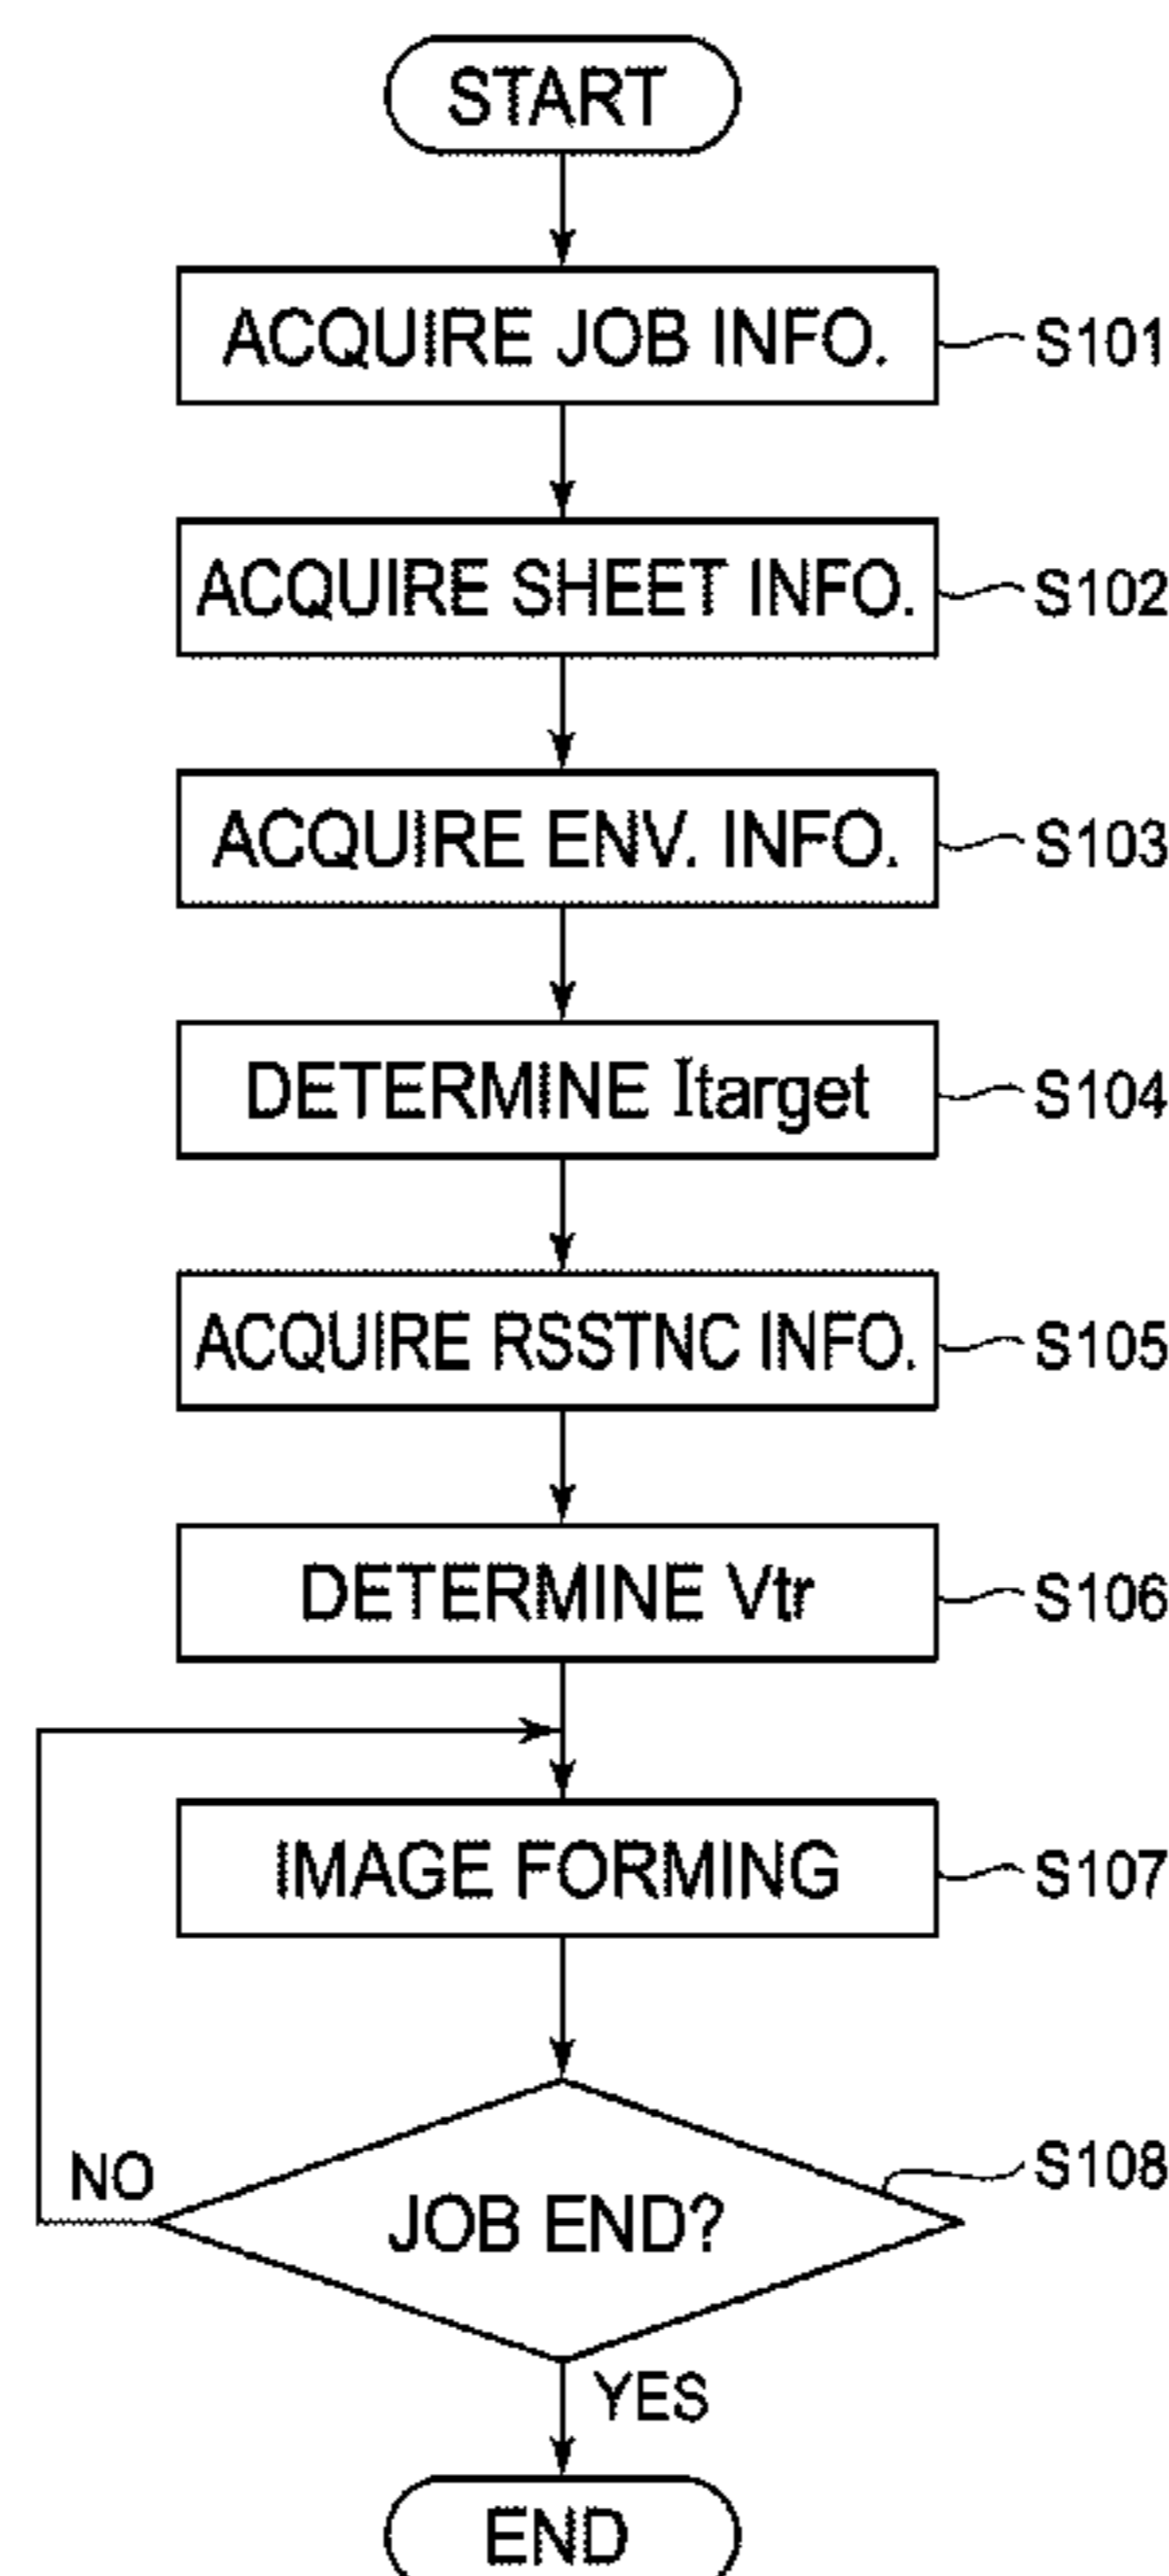 START
ACQUIRE JOB INFO.
S101
ACQUIRE SHEET INFO.
S102
ACQUIRE ENV. INFO.
S103
DETERMINE Itarget
S104
ACQUIRE RSSTNC INFO.
S105
DETERMINE Vtr
S106
IMAGE FORMING
S107
S108
NO
JOB END?
YES
END